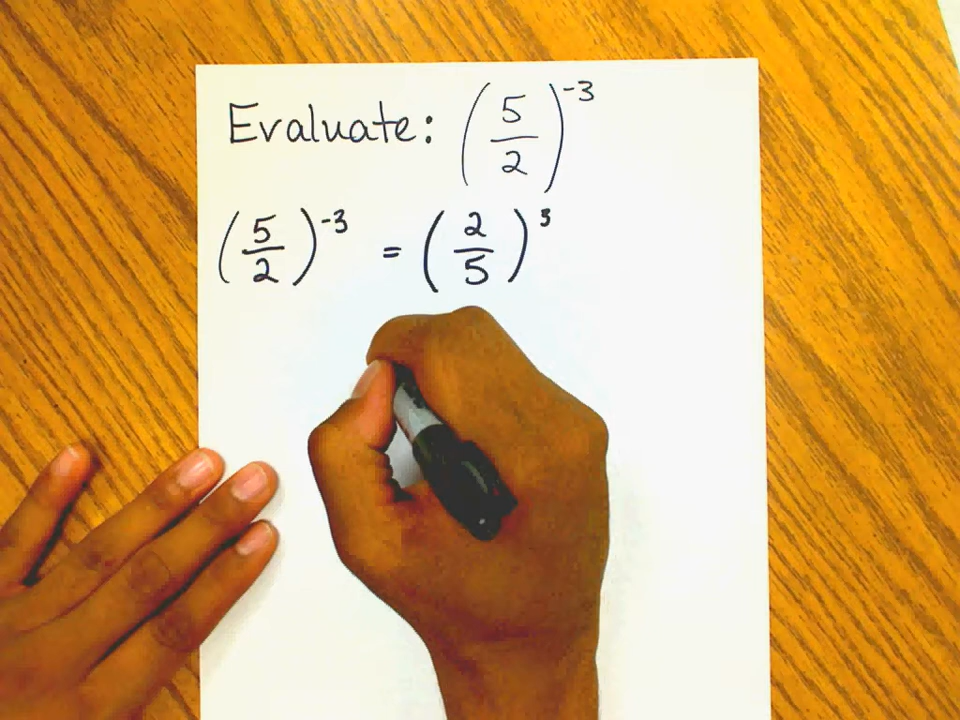 Evaluate: (5/2)^-3
(5/2)^-3 = (2/5)^3